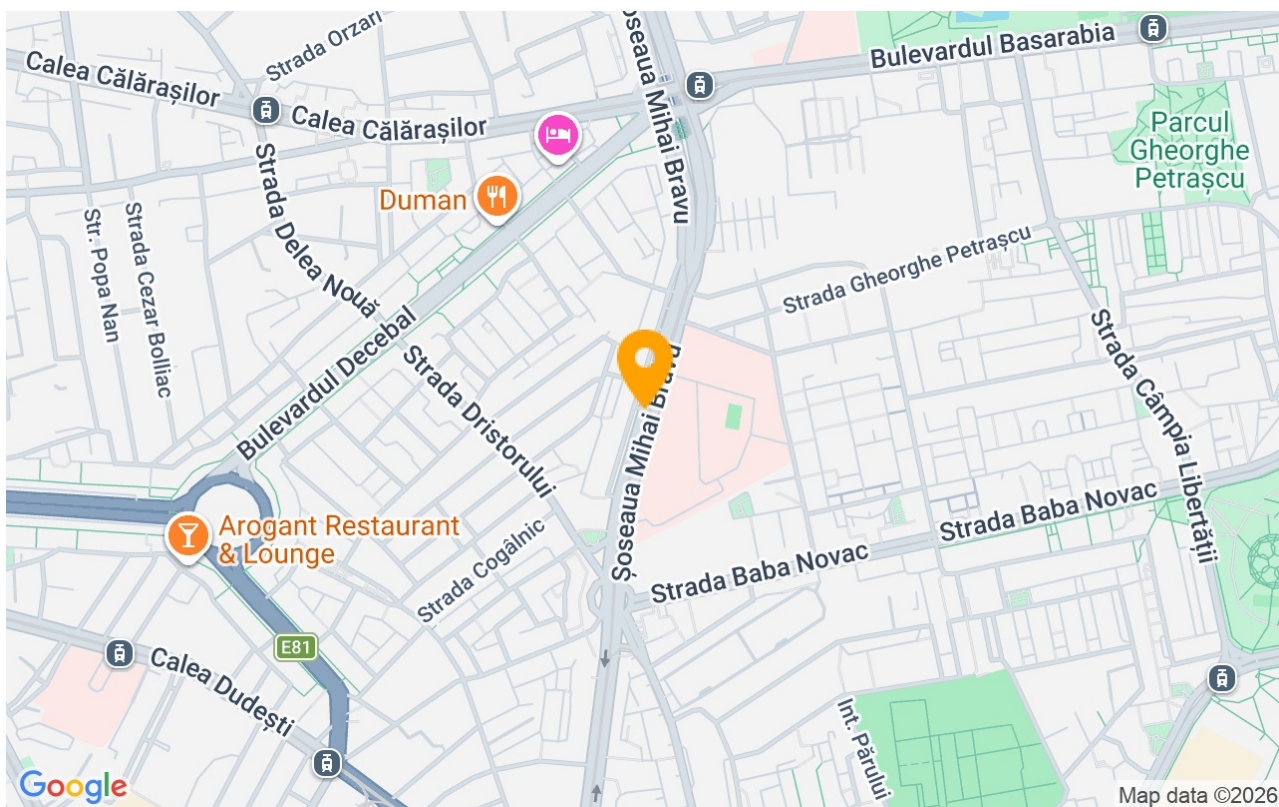 Strada Orzari
Șoseaua Mihai Bravu
Bulevardul Basarabia
Calea Călărașilor
Calea Călărașilor
Parcul
Gheorghe
Petrașcu
Duman
Strada Delea Nouă
Str. Popa Nan
Strada Cezar Bolliac
Strada Gheorghe Petrașcu
Bulevardul Decebal
Strada Dristorului
Strada Câmpia Libertății
Șoseaua Mihai Bravu
Strada Baba Novac
Arogant Restaurant
& Lounge
Strada Cogâlnic
Strada Baba Novac
E81
Calea Dudești
Int. Părului
Google
Map data ©2026